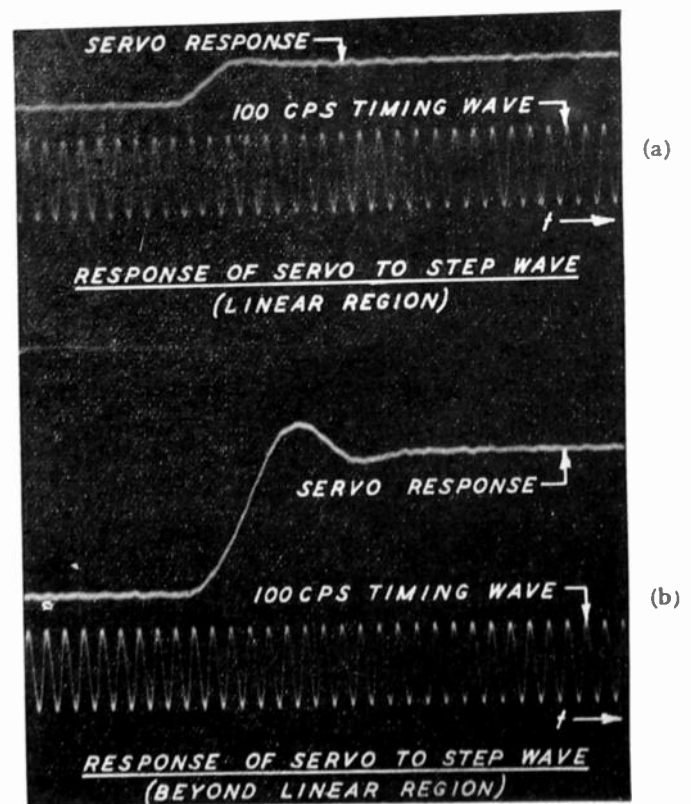 SERVO RESPONSE
100 CPS TIMING WAVE
(a)
t
RESPONSE OF SERVO TO STEP WAVE
(LINEAR REGION)
SERVO RESPONSE
100 CPS TIMING WAVE
(b)
t
RESPONSE OF SERVO TO STEP WAVE
(BEYOND LINEAR REGION)